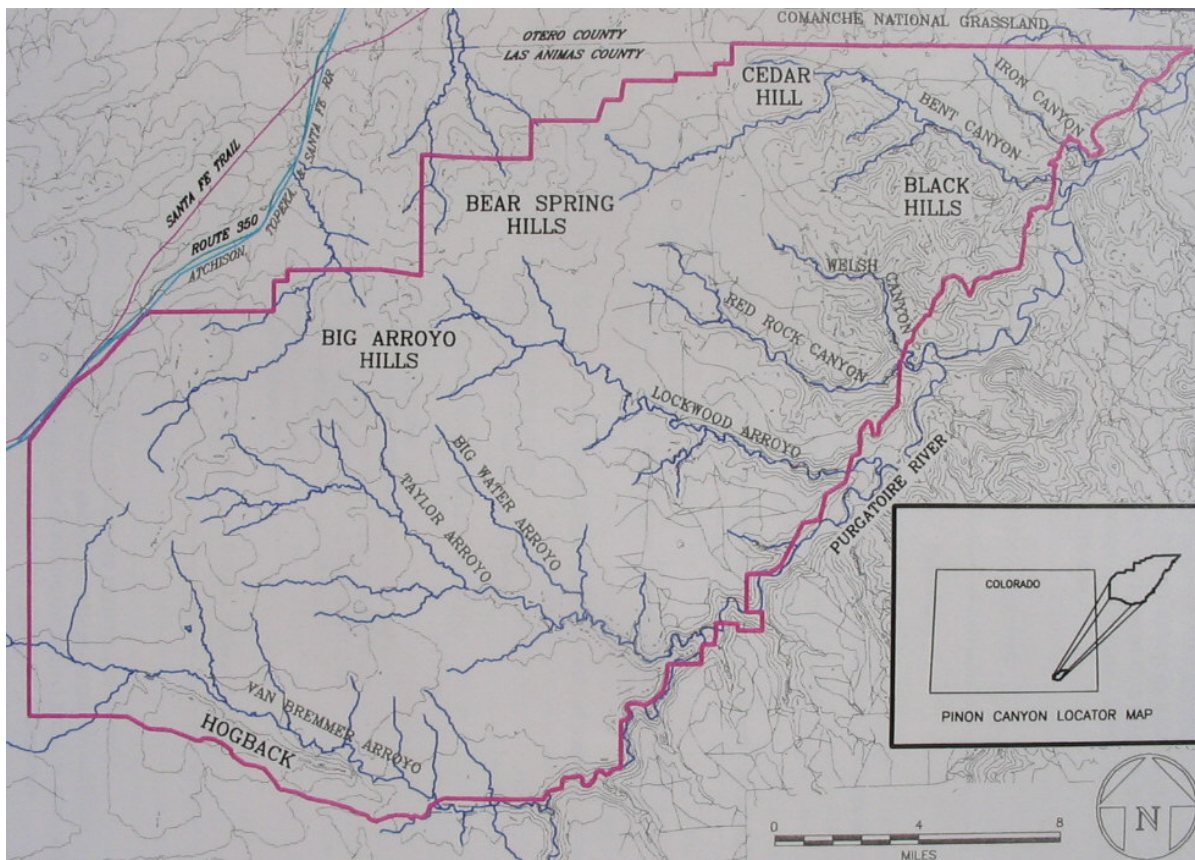 COMANCHE NATIONAL GRASSLAND
OTERO COUNTY
LAS ANIMAS COUNTY
CEDAR
HILL
IRON CANYON
BENT CANYON
SANTA FE TRAIL
ROUTE 350
ATCHISON, TOPEKA, & SANTA FE RR
BEAR SPRING
HILLS
BLACK
HILLS
WELSH CANYON
RED ROCK CANYON
BIG ARROYO
HILLS
LOCKWOOD ARROYO
BIG WATER ARROYO
TAYLOR ARROYO
PURGATOIRE RIVER
VAN BREMMER ARROYO
HOGBACK
COLORADO
PINON CANYON LOCATOR MAP
N
0 4 8
MILES